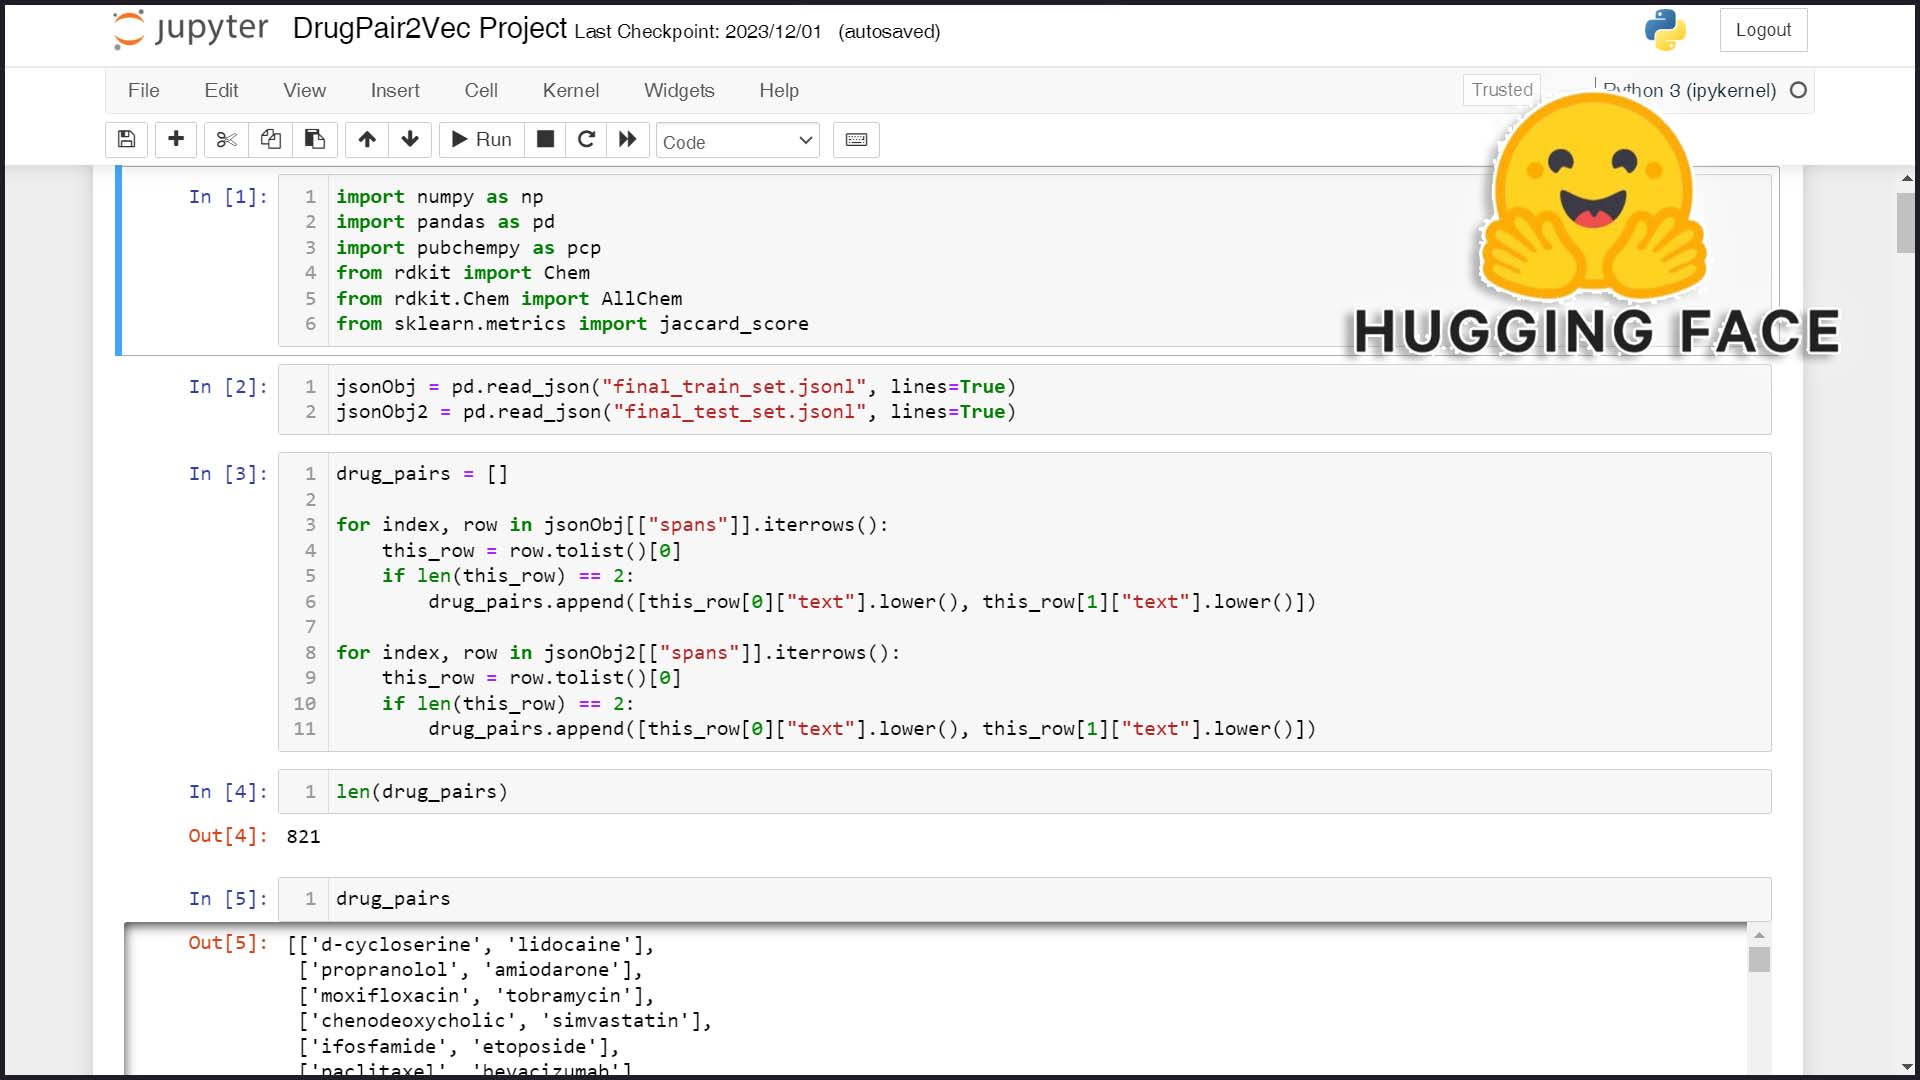 jupyter DrugPair2Vec Project Last Checkpoint: 2023/12/01 (autosaved) Logout
File Edit View Insert Cell Kernel Widgets Help Trusted Python 3 (ipykernel)
Run Code
In [1]:
1 import numpy as np
2 import pandas as pd
3 import pubchempy as pcp
4 from rdkit import Chem
5 from rdkit.Chem import AllChem
6 from sklearn.metrics import jaccard_score
HUGGING FACE
In [2]:
1 jsonObj = pd.read_json("final_train_set.jsonl", lines=True)
2 jsonObj2 = pd.read_json("final_test_set.jsonl", lines=True)
In [3]:
1 drug_pairs = []
2
3 for index, row in jsonObj[["spans"]].iterrows():
4     this_row = row.tolist()[0]
5     if len(this_row) == 2:
6         drug_pairs.append([this_row[0]["text"].lower(), this_row[1]["text"].lower()])
7
8 for index, row in jsonObj2[["spans"]].iterrows():
9     this_row = row.tolist()[0]
10     if len(this_row) == 2:
11         drug_pairs.append([this_row[0]["text"].lower(), this_row[1]["text"].lower()])
In [4]:
1 len(drug_pairs)
Out[4]: 821
In [5]:
1 drug_pairs
Out[5]: [['d-cycloserine', 'lidocaine'],
['propranolol', 'amiodarone'],
['moxifloxacin', 'tobramycin'],
['chenodeoxycholic', 'simvastatin'],
['ifosfamide', 'etoposide'],
['paclitaxel', 'bevacizumab']